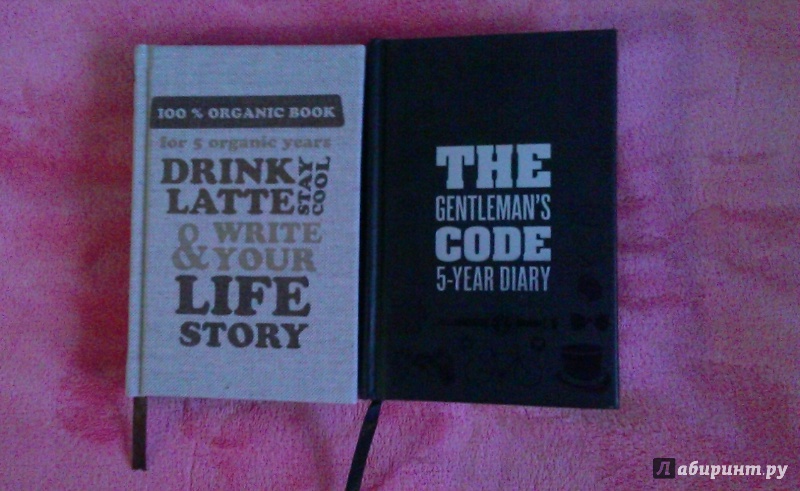 100 % ORGANIC BOOK
for 5 organic years
DRINK
LATTE
STAY
COOL
& WRITE
YOUR
LIFE
STORY
THE
GENTLEMAN'S
CODE
5-YEAR DIARY
Лабиринт.ру